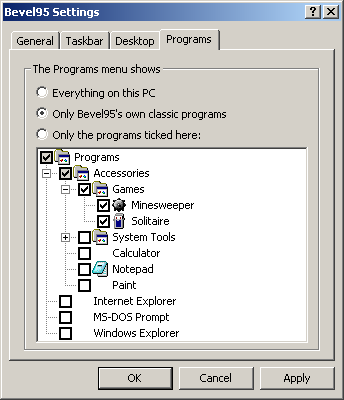 Bevel95 Settings
General Taskbar Desktop Programs
The Programs menu shows
Everything on this PC
Only Bevel95's own classic programs
Only the programs ticked here:
Programs
Accessories
Games
Minesweeper
Solitaire
System Tools
Calculator
Notepad
Paint
Internet Explorer
MS-DOS Prompt
Windows Explorer
OK Cancel Apply